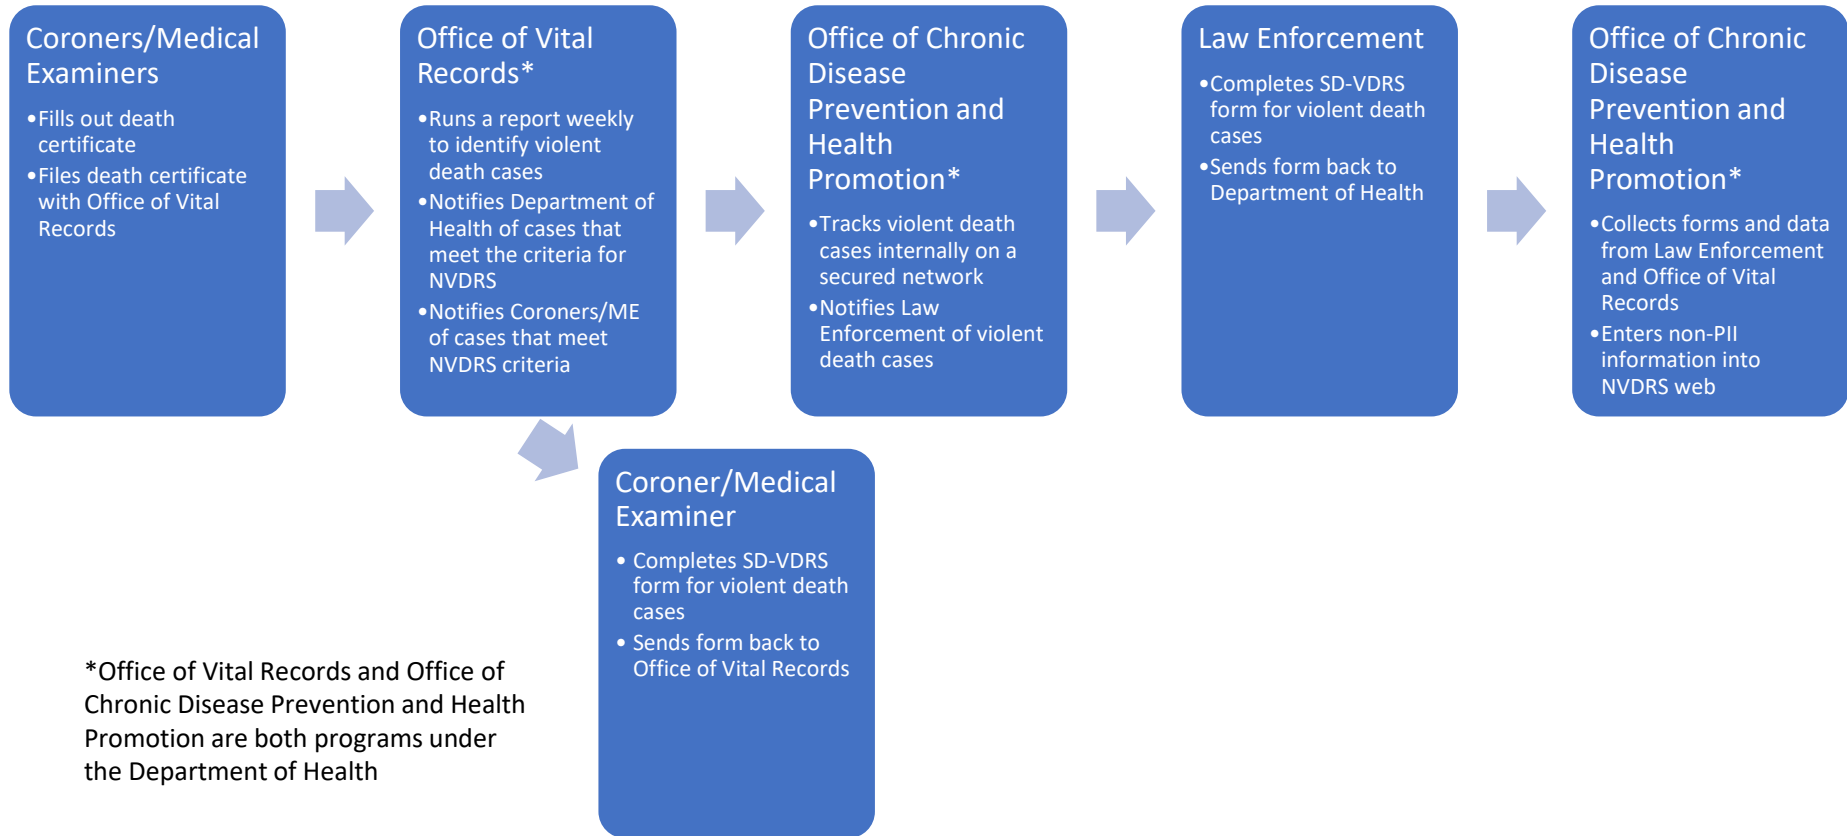 Coroners/Medical
Examiners
•Fills out death
certificate
•Files death certificate
with Office of Vital
Records
Office of Vital
Records*
•Runs a report weekly
to identify violent
death cases
•Notifies Department of
Health of cases that
meet the criteria for
NVDRS
•Notifies Coroners/ME
of cases that meet
NVDRS criteria
Office of Chronic
Disease
Prevention and
Health
Promotion*
•Tracks violent death
cases internally on a
secured network
•Notifies Law
Enforcement of violent
death cases
Law Enforcement
•Completes SD-VDRS
form for violent death
cases
•Sends form back to
Department of Health
Office of Chronic
Disease
Prevention and
Health
Promotion*
•Collects forms and data
from Law Enforcement
and Office of Vital
Records
•Enters non-PII
information into
NVDRS web
Coroner/Medical
Examiner
• Completes SD-VDRS
form for violent death
cases
• Sends form back to
Office of Vital Records
*Office of Vital Records and Office of
Chronic Disease Prevention and Health
Promotion are both programs under
the Department of Health